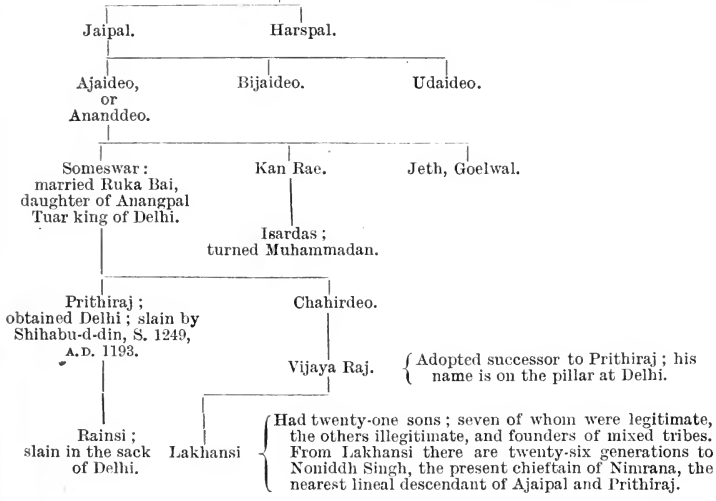 Jaipal. Harspal.
Ajaideo, Bijaideo. Udaideo.
or
Ananddeo.
Someswar: Kan Rae. Jeth, Goelwal.
married Ruka Bai,
daughter of Anangpal
Tuar king of Delhi.
Isardas;
turned Muhammadan.
Prithiraj; Chahirdeo.
obtained Delhi; slain by
Shihabu-d-din, S. 1249,
A.D. 1193.
Vijaya Raj. { Adopted successor to Prithiraj; his
name is on the pillar at Delhi.
Rainsi;
slain in the sack
of Delhi.
Lakhansi { Had twenty-one sons; seven of whom were legitimate,
the others illegitimate, and founders of mixed tribes.
From Lakhansi there are twenty-six generations to
Noniddh Singh, the present chieftain of Nimrana, the
nearest lineal descendant of Ajaipal and Prithiraj.